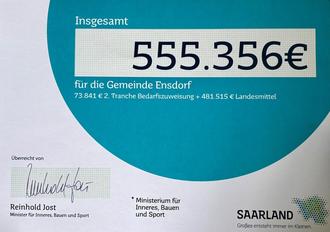 Insgesamt
555.356€
für die Gemeinde Ensdorf
73.841 € 2. Tranche Bedarfszuweisung + 481.515 € Landesmittel
Überreicht von
Reinhold Jost
Minister für Inneres, Bauen und Sport
Ministerium für
Inneres, Bauen
und Sport
SAARLAND
Großes entsteht immer im Kleinen.